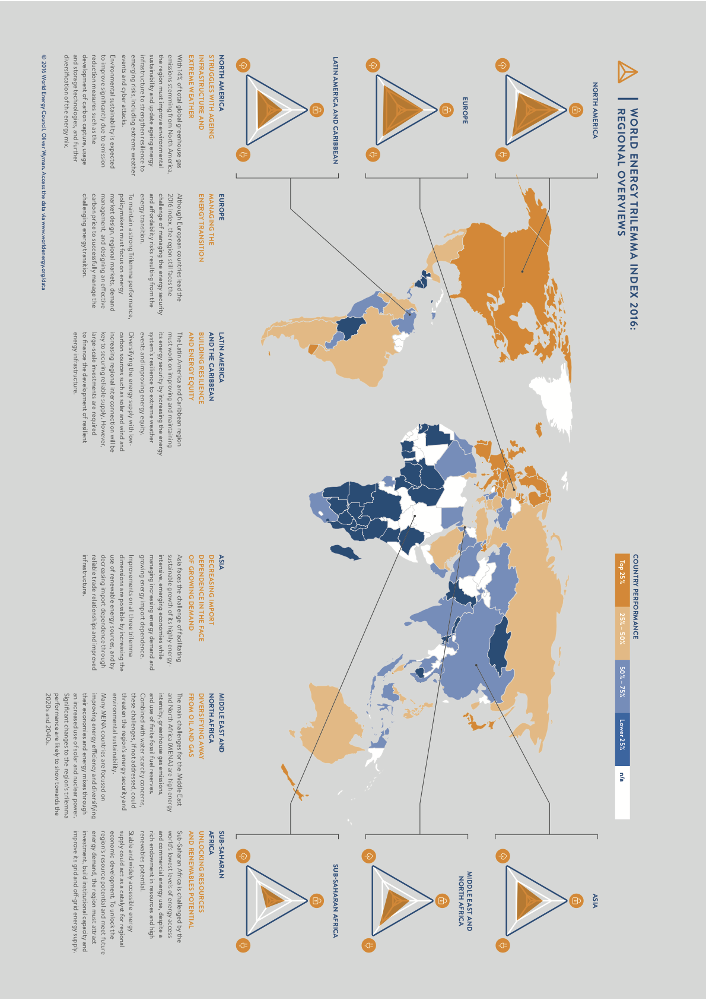 WORLD ENERGY TRILEMMA INDEX 2016:
REGIONAL OVERVIEWS
COUNTRY PERFORMANCE
Top 25%
25% – 50%
50% – 75%
Lower 25%
n/a
NORTH AMERICA
EUROPE
LATIN AMERICA AND CARIBBEAN
ASIA
MIDDLE EAST AND
NORTH AFRICA
SUB-SAHARAN AFRICA
NORTH AMERICA
STRUGGLES WITH AGEING
INFRASTRUCTURE AND
EXTREME WEATHER
With 14% of total global greenhouse gas
emissions stemming from North America,
the region must improve environmental
sustainability and update ageing energy
infrastructure to strengthen resilience to
emerging risks, including extreme weather
events and cyber attacks.
Environmental sustainability is expected
to improve significantly due to emission
reduction measures such as the
development of carbon capture, usage
and storage technologies, and further
diversification of the energy mix.
EUROPE
MANAGING THE
ENERGY TRANSITION
Although European countries lead the
2016 Index, the region still faces the
challenge of managing the energy security
and affordability risks resulting from the
energy transition.
To maintain a strong Trilemma performance,
policymakers must focus on energy
market design, regional markets, demand
management, and designing an effective
carbon price to successfully manage the
challenging energy transition.
LATIN AMERICA
AND THE CARIBBEAN
BUILDING RESILIENCE
AND ENERGY EQUITY
The Latin America and Caribbean region
must work on improving and maintaining
its energy security by increasing the energy
system's resilience to extreme weather
events and improving energy equity.
Diversifying the energy supply with low-
carbon sources such as solar and wind and
increasing regional interconnection will be
key to securing reliable supply. However,
large-scale investments are required
to finance the development of resilient
energy infrastructure.
ASIA
DECREASING IMPORT
DEPENDENCE IN THE FACE
OF GROWING DEMAND
Asia faces the challenge of facilitating
sustainable growth of its highly energy-
intensive, emerging economies while
managing increasing energy demand and
growing energy import dependence.
Improvements on all three trilemma
dimensions are possible by increasing the
use of renewable energy sources, and by
decreasing import dependence through
reliable trade relationships and improved
infrastructure.
MIDDLE EAST AND
NORTH AFRICA
DIVERSIFYING AWAY
FROM OIL AND GAS
The main challenges for the Middle East
and North Africa (MENA) are high energy
intensity, greenhouse gas emissions,
and use of finite fossil fuel reserves.
Combined with water scarcity concerns,
these challenges, if not addressed, could
threaten the region's energy security and
environmental sustainability.
Many MENA countries are focused on
improving energy efficiency and diversifying
their economies and energy mixes through
an increased use of solar and nuclear power.
Significant changes to the region's trilemma
performance are likely to show towards the
2020s and 2040s.
SUB-SAHARAN
AFRICA
UNLOCKING RESOURCES
AND RENEWABLES POTENTIAL
Sub-Saharan Africa is challenged by the
world's lowest levels of energy access
and commercial energy use, despite a
rich endowment in resources and high
renewables potential.
Stable and widely accessible energy
supply could act as a catalyst for regional
economic development. To unlock the
region's resource potential and meet future
energy demand, the region must attract
investment, build institutional capacity and
improve its grid and off-grid energy supply.
© 2016 World Energy Council, Oliver Wyman. Access the data via www.worldenergy.org/data